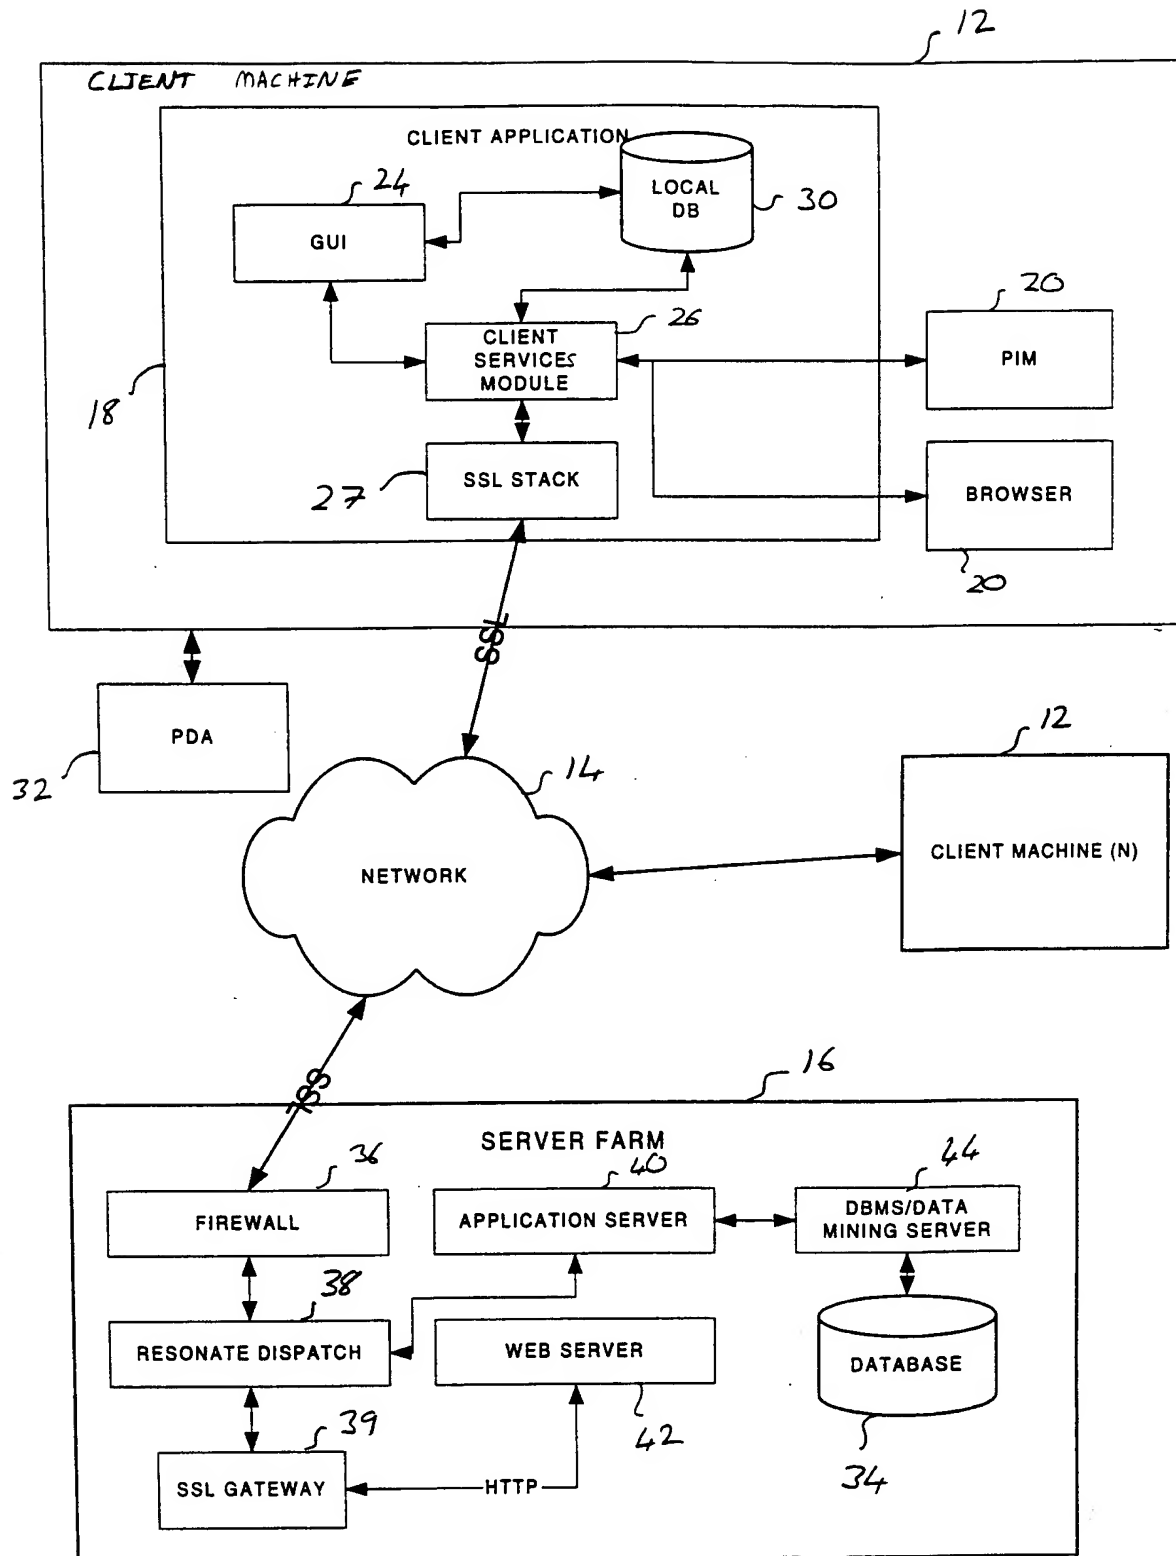 12
CLIENT MACHINE
CLIENT APPLICATION
24
LOCAL
DB
30
GUI
20
26
CLIENT
SERVICES
MODULE
PIM
18
27
SSL STACK
BROWSER
20
SSL
PDA
32
12
14
NETWORK
CLIENT MACHINE (N)
SSL
16
SERVER FARM
36
40
44
FIREWALL
APPLICATION SERVER
DBMS/DATA
MINING SERVER
38
RESONATE DISPATCH
WEB SERVER
DATABASE
39
42
34
SSL GATEWAY
HTTP